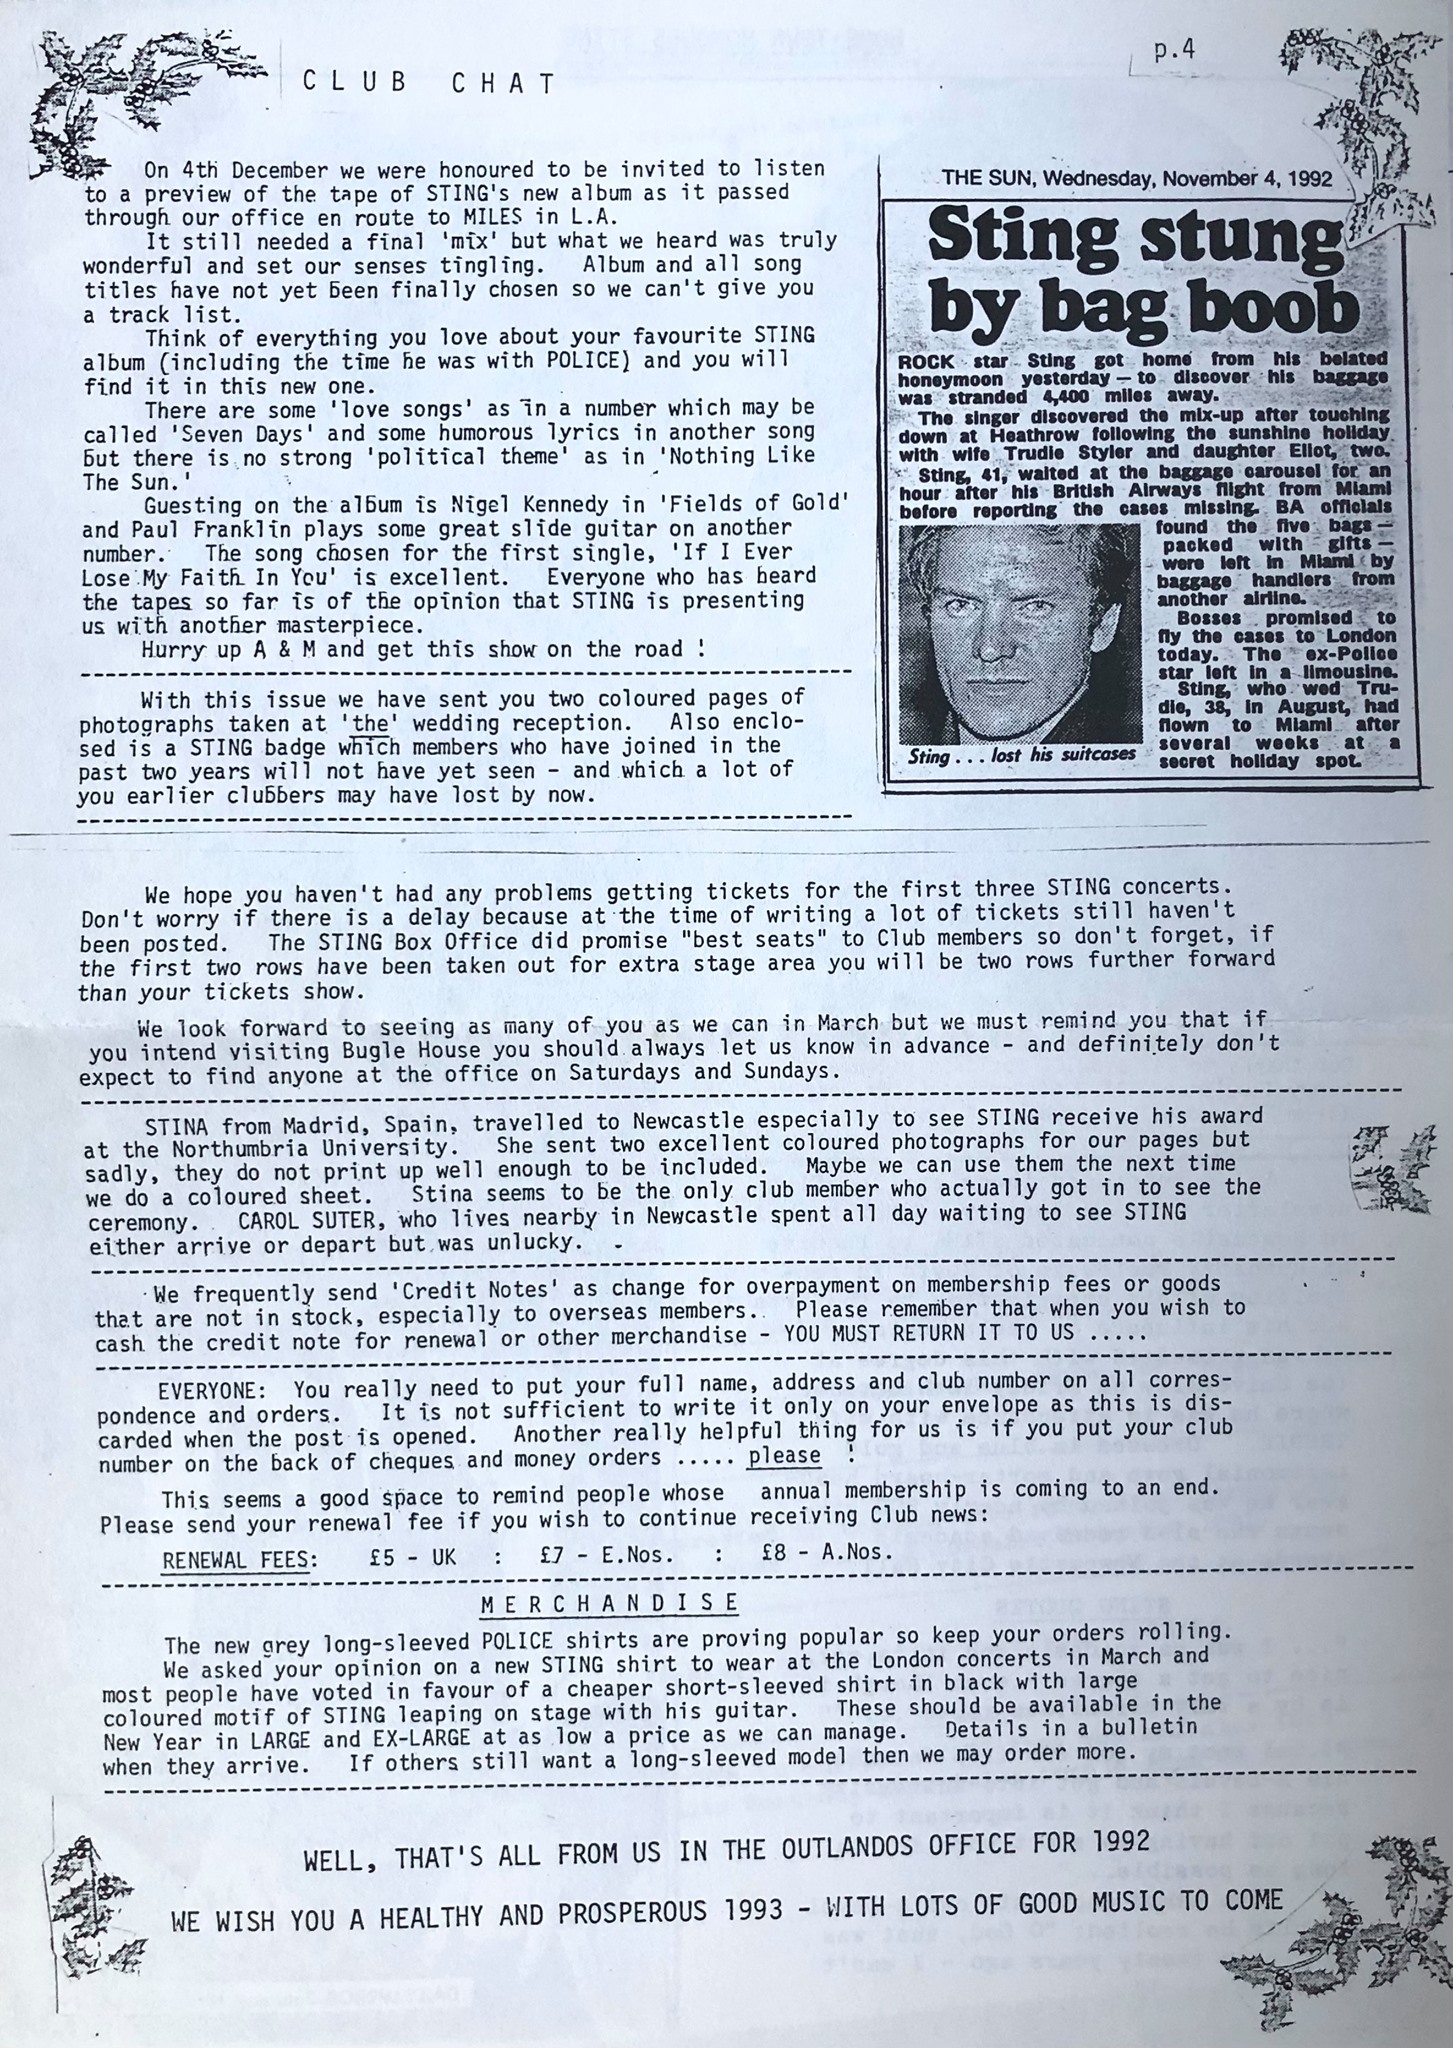 p.4
CLUB CHAT
On 4th December we were honoured to be invited to listen
to a preview of the tape of STING's new album as it passed
through our office en route to MILES in L.A.
It still needed a final 'mix' but what we heard was truly
wonderful and set our senses tingling. Album and all song
titles have not yet been finally chosen so we can't give you
a track list.
Think of everything you love about your favourite STING
album (including the time he was with POLICE) and you will
find it in this new one.
There are some 'love songs' as in a number which may be
called 'Seven Days' and some humorous lyrics in another song
but there is no strong 'political theme' as in 'Nothing Like
The Sun.'
Guesting on the album is Nigel Kennedy in 'Fields of Gold'
and Paul Franklin plays some great slide guitar on another
number. The song chosen for the first single, 'If I Ever
Lose My Faith In You' is excellent. Everyone who has heard
the tapes so far is of the opinion that STING is presenting
us with another masterpiece.
Hurry up A & M and get this show on the road !
With this issue we have sent you two coloured pages of
photographs taken at 'the' wedding reception. Also enclo-
sed is a STING badge which members who have joined in the
past two years will not have yet seen - and which a lot of
you earlier clubbers may have lost by now.
THE SUN, Wednesday, November 4, 1992
Sting stung
by bag boob
ROCK star Sting got home from his belated
honeymoon yesterday — to discover his baggage
was stranded 4,400 miles away.
The singer discovered the mix-up after touching
down at Heathrow following the sunshine holiday
with wife Trudie Styler and daughter Eliot, two.
Sting, 41, waited at the baggage carousel for an
hour after his British Airways flight from Miami
before reporting the cases missing. BA officials
found the five bags —
packed with gifts —
were left in Miami by
baggage handlers from
another airline.
Bosses promised to
fly the cases to London
today. The ex-Police
star left in a limousine.
Sting, who wed Tru-
die, 38, in August, had
flown to Miami after
several weeks at a
secret holiday spot.
Sting . . . lost his suitcases
We hope you haven't had any problems getting tickets for the first three STING concerts.
Don't worry if there is a delay because at the time of writing a lot of tickets still haven't
been posted. The STING Box Office did promise "best seats" to Club members so don't forget, if
the first two rows have been taken out for extra stage area you will be two rows further forward
than your tickets show.
We look forward to seeing as many of you as we can in March but we must remind you that if
you intend visiting Bugle House you should always let us know in advance - and definitely don't
expect to find anyone at the office on Saturdays and Sundays.
STINA from Madrid, Spain, travelled to Newcastle especially to see STING receive his award
at the Northumbria University. She sent two excellent coloured photographs for our pages but
sadly, they do not print up well enough to be included. Maybe we can use them the next time
we do a coloured sheet. Stina seems to be the only club member who actually got in to see the
ceremony. CAROL SUTER, who lives nearby in Newcastle spent all day waiting to see STING
either arrive or depart but was unlucky.
We frequently send 'Credit Notes' as change for overpayment on membership fees or goods
that are not in stock, especially to overseas members. Please remember that when you wish to
cash the credit note for renewal or other merchandise - YOU MUST RETURN IT TO US .....
EVERYONE: You really need to put your full name, address and club number on all corres-
pondence and orders. It is not sufficient to write it only on your envelope as this is dis-
carded when the post is opened. Another really helpful thing for us is if you put your club
number on the back of cheques and money orders ..... please !
This seems a good space to remind people whose annual membership is coming to an end.
Please send your renewal fee if you wish to continue receiving Club news:
RENEWAL FEES: £5 - UK : £7 - E.Nos. : £8 - A.Nos.
MERCHANDISE
The new grey long-sleeved POLICE shirts are proving popular so keep your orders rolling.
We asked your opinion on a new STING shirt to wear at the London concerts in March and
most people have voted in favour of a cheaper short-sleeved shirt in black with large
coloured motif of STING leaping on stage with his guitar. These should be available in the
New Year in LARGE and EX-LARGE at as low a price as we can manage. Details in a bulletin
when they arrive. If others still want a long-sleeved model then we may order more.
WELL, THAT'S ALL FROM US IN THE OUTLANDOS OFFICE FOR 1992
WE WISH YOU A HEALTHY AND PROSPEROUS 1993 - WITH LOTS OF GOOD MUSIC TO COME